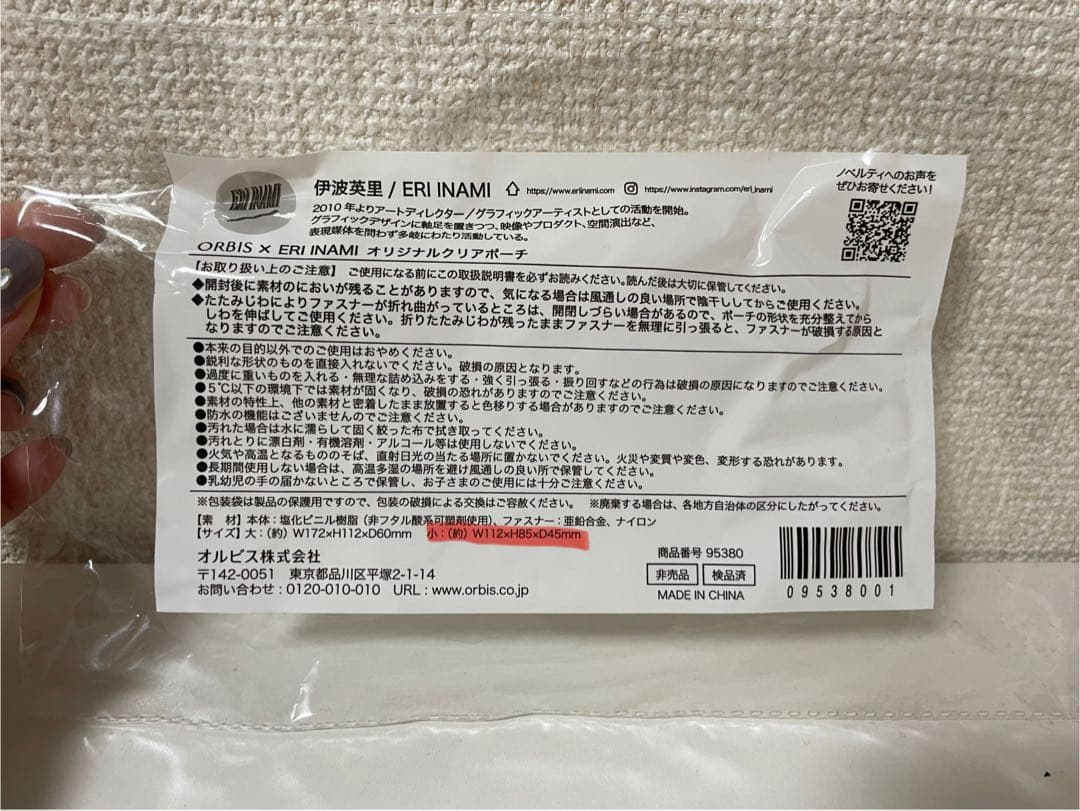 ERI INAMI
伊波英里 / ERI INAMI https://www.eriinami.com https://www.instagram.com/eri_inami
2010年よりアートディレクター/グラフィックアーティストとしての活動を開始。
グラフィックデザインに軸足を置きつつ、映像やプロダクト、空間演出など、
表現媒体を問わず多岐にわたり活動している。
ノベルティへのお声を
ぜひお寄せください!
ORBIS × ERI INAMI オリジナルクリアポーチ
【お取り扱い上のご注意】 ご使用になる前にこの取扱説明書を必ずお読みください。読んだ後は大切に保管してください。
◆開封後に素材のにおいが残ることがありますので、気になる場合は風通しの良い場所で陰干ししてからご使用ください。
◆たたみじわによりファスナーが折れ曲がっているところは、開閉しづらい場合があるので、ポーチの形状を充分整えてから
しわを伸ばしてご使用ください。折りたたみじわが残ったままファスナーを無理に引っ張ると、ファスナーが破損する原因と
なりますのでご注意ください。
●本来の目的以外でのご使用はおやめください。
●鋭利な形状のものを直接入れないでください。破損の原因となります。
●過度に重いものを入れる・無理な詰め込みをする・強く引っ張る・振り回すなどの行為は破損の原因になりますのでご注意ください。
●5℃以下の環境下では素材が固くなり、破損の恐れがありますのでご注意ください。
●素材の特性上、他の素材と密着したまま放置すると色移りする場合がありますのでご注意ください。
●防水の機能はございませんのでご注意ください。
●汚れた場合は水に濡らして固く絞った布で拭き取ってください。
●汚れとりに漂白剤・有機溶剤・アルコール等は使用しないでください。
●火気や高温となるもののそば、直射日光の当たる場所に置かないでください。火災や変質や変色、変形する恐れがあります。
●長期間使用しない場合は、高温多湿の場所を避け風通しの良い所で保管してください。
●乳幼児の手の届かないところで保管し、お子さまのご使用には十分ご注意ください。
※包装袋は製品の保護用ですので、包装の破損による交換はご容赦ください。 ※廃棄する場合は、各地方自治体の区分にしたがってください。
【素 材】本体:塩化ビニル樹脂(非フタル酸系可塑剤使用)、ファスナー:亜鉛合金、ナイロン
【サイズ】大:(約) W172×H112×D60mm 小:(約) W112×H85×D45mm
オルビス株式会社
〒142-0051 東京都品川区平塚2-1-14
お問い合わせ:0120-010-010 URL:www.orbis.co.jp
商品番号 95380
非売品 検品済
MADE IN CHINA
09538001